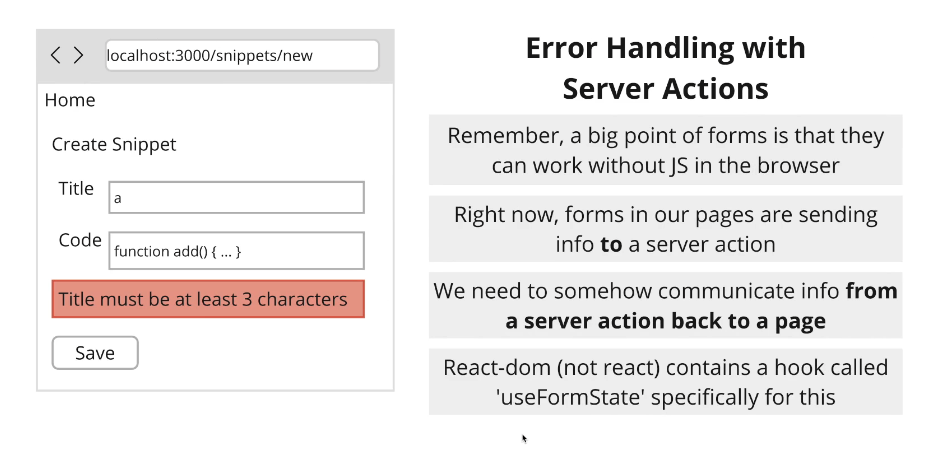 localhost:3000/snippets/new
Home
Create Snippet
Title
a
Code
function add() { ... }
Title must be at least 3 characters
Save
Error Handling with
Server Actions
Remember, a big point of forms is that they
can work without JS in the browser
Right now, forms in our pages are sending
info to a server action
We need to somehow communicate info from
a server action back to a page
React-dom (not react) contains a hook called
'useFormState' specifically for this